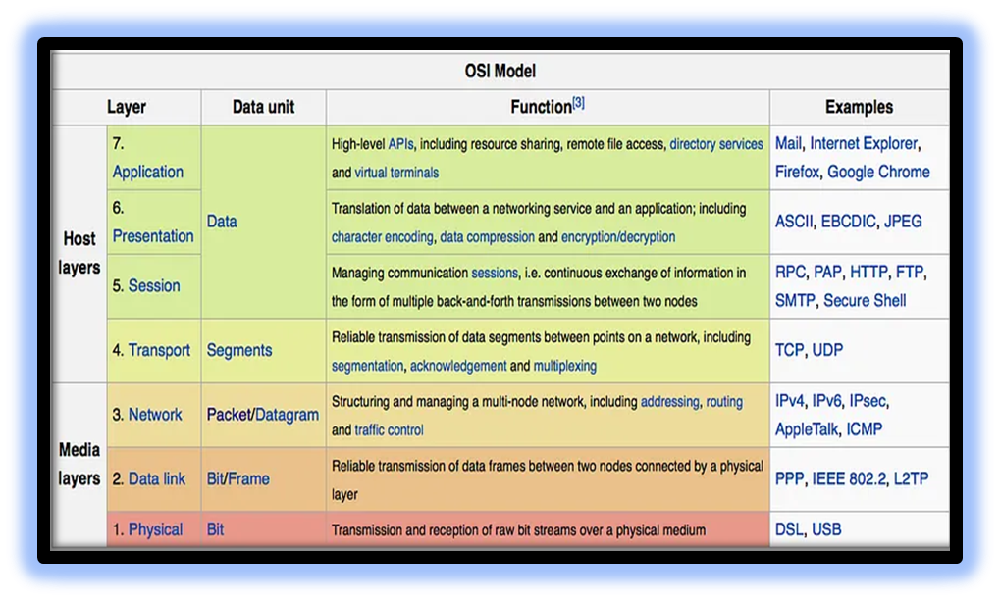 OSI Model
Layer Data unit Function[3] Examples
Host layers
7. Application
Data
High-level APIs, including resource sharing, remote file access, directory services
and virtual terminals
Mail, Internet Explorer,
Firefox, Google Chrome
6. Presentation
Translation of data between a networking service and an application; including
character encoding, data compression and encryption/decryption
ASCII, EBCDIC, JPEG
5. Session
Managing communication sessions, i.e. continuous exchange of information in
the form of multiple back-and-forth transmissions between two nodes
RPC, PAP, HTTP, FTP,
SMTP, Secure Shell
4. Transport
Segments
Reliable transmission of data segments between points on a network, including
segmentation, acknowledgement and multiplexing
TCP, UDP
Media layers
3. Network
Packet/Datagram
Structuring and managing a multi-node network, including addressing, routing
and traffic control
IPv4, IPv6, IPsec,
AppleTalk, ICMP
2. Data link
Bit/Frame
Reliable transmission of data frames between two nodes connected by a physical
layer
PPP, IEEE 802.2, L2TP
1. Physical
Bit
Transmission and reception of raw bit streams over a physical medium
DSL, USB